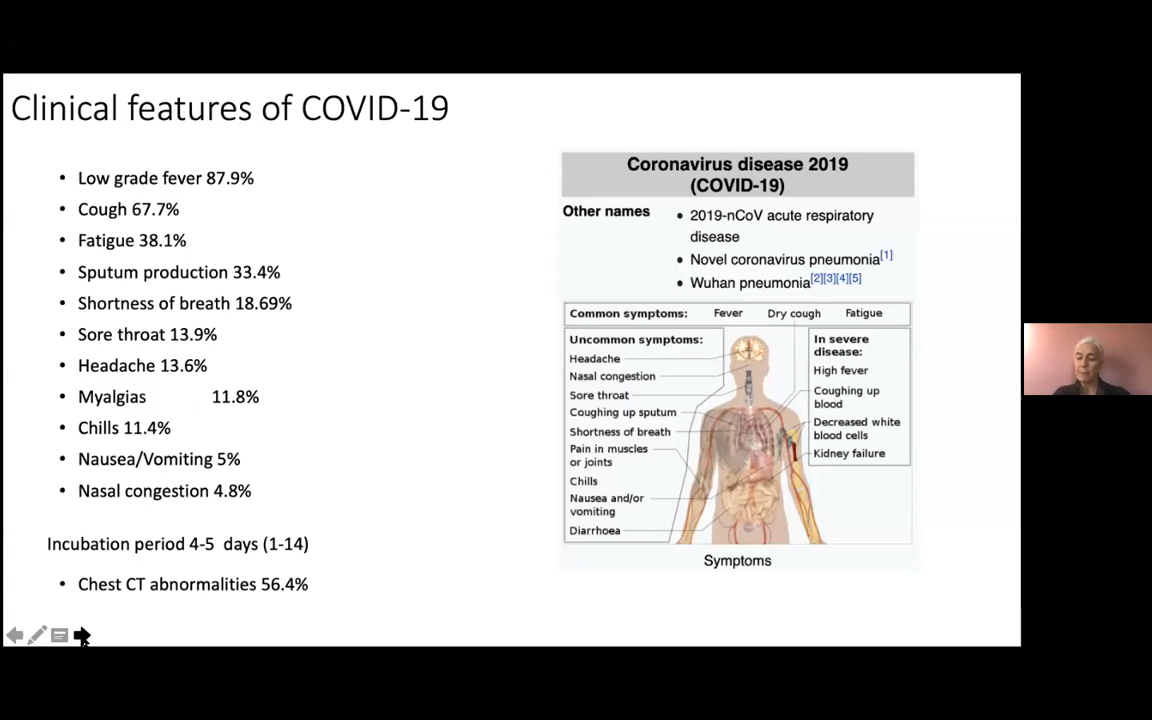 Clinical features of COVID-19
• Low grade fever 87.9%
• Cough 67.7%
• Fatigue 38.1%
• Sputum production 33.4%
• Shortness of breath 18.69%
• Sore throat 13.9%
• Headache 13.6%
• Myalgias 11.8%
• Chills 11.4%
• Nausea/Vomiting 5%
• Nasal congestion 4.8%
Incubation period 4-5 days (1-14)
• Chest CT abnormalities 56.4%
Coronavirus disease 2019
(COVID-19)
Other names
• 2019-nCoV acute respiratory
disease
• Novel coronavirus pneumonia[1]
• Wuhan pneumonia[2][3][4][5]
Common symptoms: Fever Dry cough Fatigue
Uncommon symptoms:
Headache
Nasal congestion
Sore throat
Coughing up sputum
Shortness of breath
Pain in muscles
or joints
Chills
Nausea and/or
vomiting
Diarrhoea
In severe
disease:
High fever
Coughing up
blood
Decreased white
blood cells
Kidney failure
Symptoms